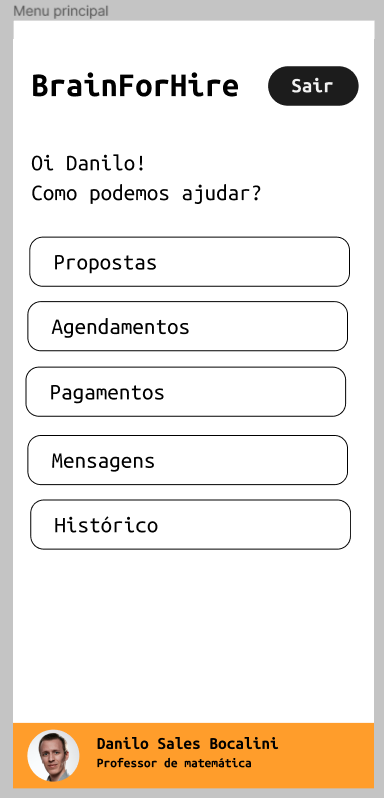 Menu principal
BrainForHire
Sair
Oi Danilo!
Como podemos ajudar?
Propostas
Agendamentos
Pagamentos
Mensagens
Histórico
Danilo Sales Bocalini
Professor de matemática